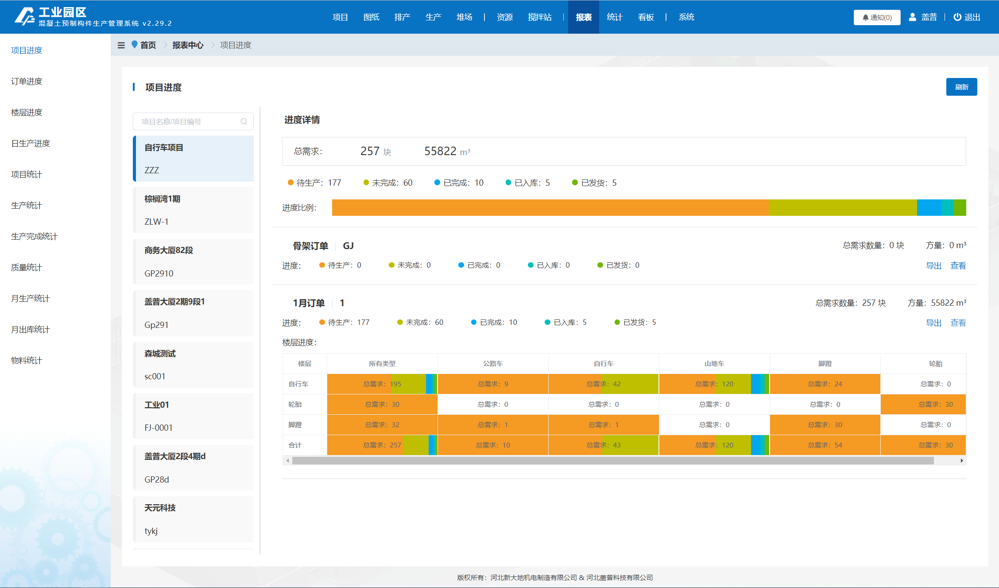 工业园区
混凝土预制构件生产管理系统 v2.29.2
项目 图纸 排产 生产 堆场 | 资源 搅拌站 | 报表 统计 看板 | 系统
通知(0) 盖普 | 退出
首页 > 报表中心 > 项目进度
项目进度
订单进度
楼层进度
日生产进度
项目统计
生产统计
生产完成统计
质量统计
月生产统计
月出库统计
物料统计
项目进度
刷新
项目名称/项目编号
自行车项目
ZZZ
棕榈湾1期
ZLW-1
商务大厦82段
GP2910
盖普大厦2期9段1
Gp291
森城测试
sc001
工业01
FJ-0001
盖普大厦2段4期d
GP28d
天元科技
tykj
进度详情
总需求： 257 块 55822 m³
待生产：177 未完成：60 已完成：10 已入库：5 已发货：5
进度比例：
骨架订单 | GJ 总需求数量：0 块 方量：0 m³
进度： 待生产：0 未完成：0 已完成：0 已入库：0 已发货：0 导出 查看
1月订单 | 1 总需求数量：257 块 方量：55822 m³
进度： 待生产：177 未完成：60 已完成：10 已入库：5 已发货：5 导出 查看
楼层进度：
楼层 所有类型 公路车 自行车 山地车 脚蹬 轮胎
自行车 总需求：195 总需求：9 总需求：42 总需求：120 总需求：24 总需求：0
轮胎 总需求：30 总需求：0 总需求：0 总需求：0 总需求：0 总需求：30
脚蹬 总需求：32 总需求：1 总需求：1 总需求：0 总需求：30 总需求：0
合计 总需求：257 总需求：10 总需求：43 总需求：120 总需求：54 总需求：30
版权所有：河北新大地机电制造有限公司 & 河北盖普科技有限公司